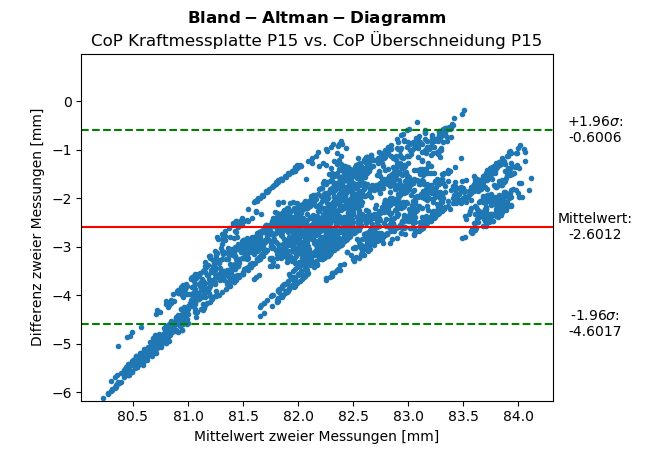 Bland − Altman − Diagramm
CoP Kraftmessplatte P15 vs. CoP Überschneidung P15
Differenz zweier Messungen [mm]
0
−1
−2
−3
−4
−5
−6
+1.96σ:
-0.6006
Mittelwert:
-2.6012
-1.96σ:
-4.6017
80.5 81.0 81.5 82.0 82.5 83.0 83.5 84.0
Mittelwert zweier Messungen [mm]